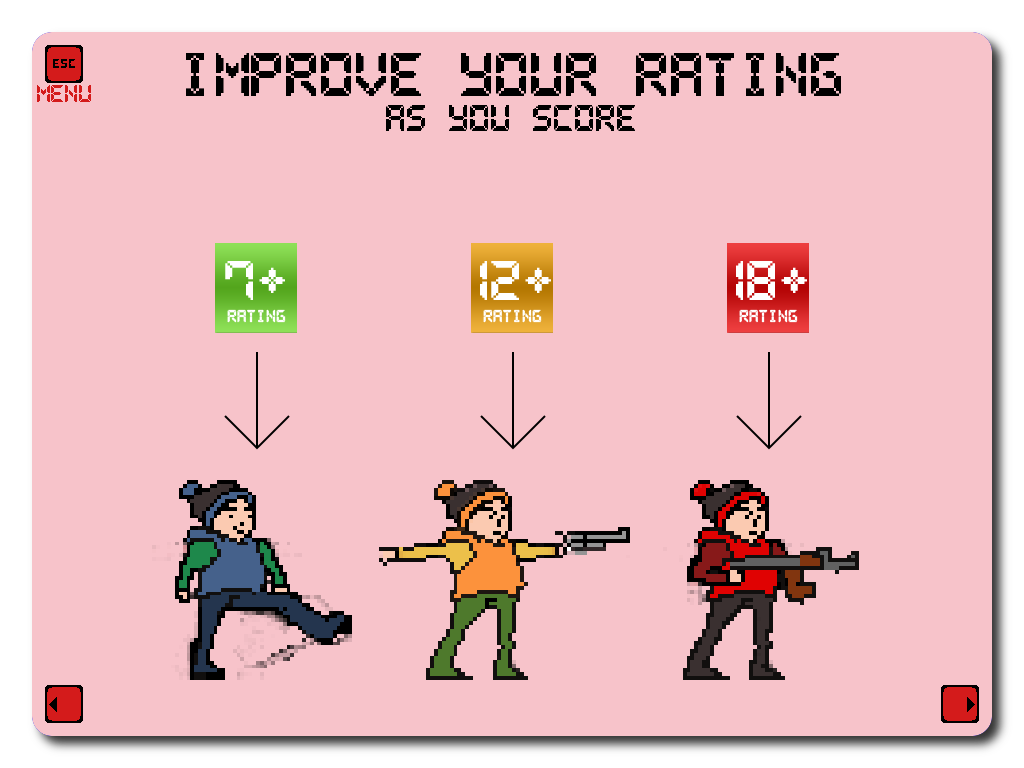 ESC
MENU
IMPROVE YOUR RATING
AS YOU SCORE
7+
RATING
12+
RATING
18+
RATING